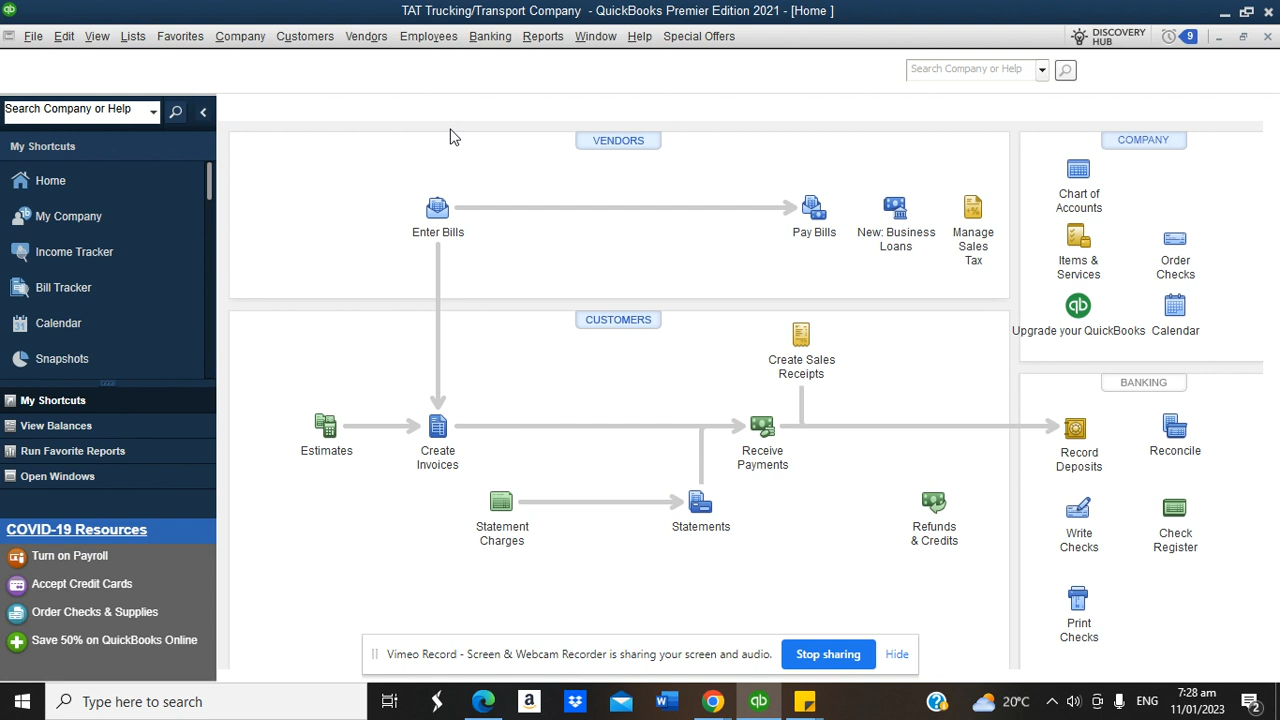 TAT Trucking/Transport Company - QuickBooks Premier Edition 2021 - [Home ]
File Edit View Lists Favorites Company Customers Vendors Employees Banking Reports Window Help Special Offers
DISCOVERY
HUB
9
Search Company or Help
Search Company or Help
My Shortcuts
Home
My Company
Income Tracker
Bill Tracker
Calendar
Snapshots
My Shortcuts
View Balances
Run Favorite Reports
Open Windows
COVID-19 Resources
Turn on Payroll
Accept Credit Cards
Order Checks & Supplies
Save 50% on QuickBooks Online
VENDORS
Enter Bills
Pay Bills
New: Business
Loans
Manage
Sales
Tax
CUSTOMERS
Create Sales
Receipts
Estimates
Create
Invoices
Receive
Payments
Statement
Charges
Statements
Refunds
& Credits
COMPANY
Chart of
Accounts
Items &
Services
Order
Checks
Upgrade your QuickBooks
Calendar
BANKING
Record
Deposits
Reconcile
Write
Checks
Check
Register
Print
Checks
Vimeo Record - Screen & Webcam Recorder is sharing your screen and audio.
Stop sharing
Hide
Type here to search
20°C
ENG
7:28 am
11/01/2023
2